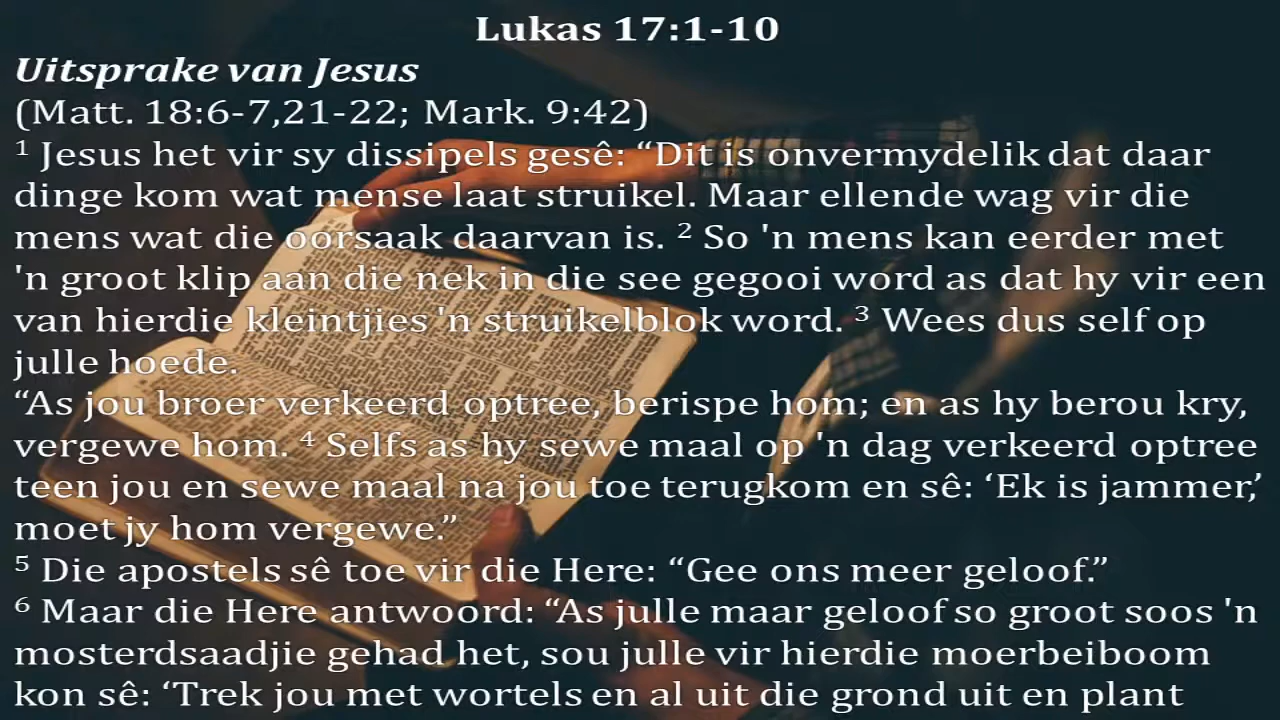 Lukas 17:1-10
Uitsprake van Jesus
(Matt. 18:6-7,21-22; Mark. 9:42)
¹ Jesus het vir sy dissipels gesê: “Dit is onvermydelik dat daar
dinge kom wat mense laat struikel. Maar ellende wag vir die
mens wat die oorsaak daarvan is. ² So 'n mens kan eerder met
'n groot klip aan die nek in die see gegooi word as dat hy vir een
van hierdie kleintjies 'n struikelblok word. ³ Wees dus self op
julle hoede.
“As jou broer verkeerd optree, berispe hom; en as hy berou kry,
vergewe hom. ⁴ Selfs as hy sewe maal op 'n dag verkeerd optree
teen jou en sewe maal na jou toe terugkom en sê: ‘Ek is jammer,’
moet jy hom vergewe.”
⁵ Die apostels sê toe vir die Here: “Gee ons meer geloof.”
⁶ Maar die Here antwoord: “As julle maar geloof so groot soos 'n
mosterdsaadjie gehad het, sou julle vir hierdie moerbeiboom
kon sê: ‘Trek jou met wortels en al uit die grond uit en plant